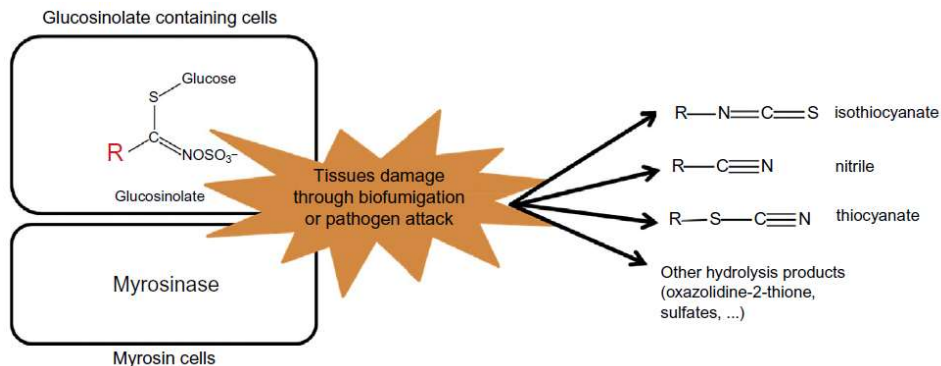 Glucosinolate containing cells
Glucose
S
C
R
NOSO₃⁻
Glucosinolate
Myrosinase
Myrosin cells
Tissues damage
through biofumigation
or pathogen attack
R N C S isothiocyanate
R C N nitrile
R S C N thiocyanate
Other hydrolysis products
(oxazolidine-2-thione,
sulfates, ...)